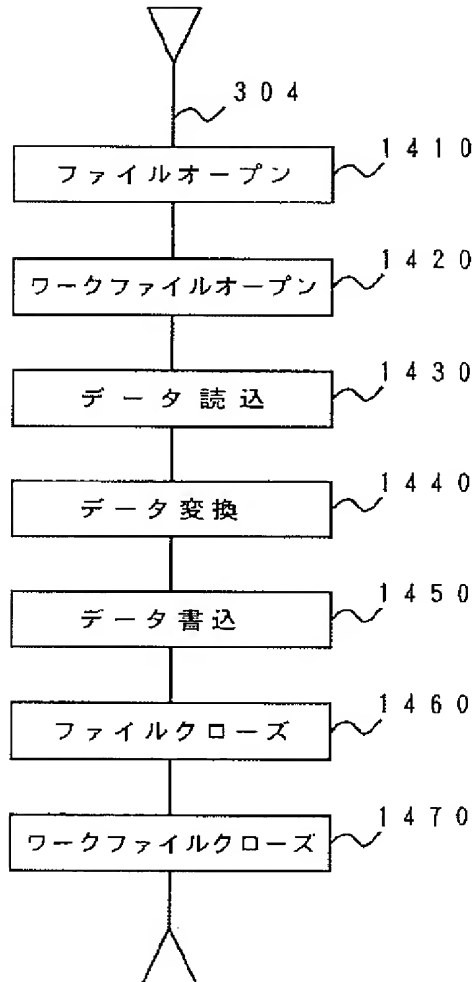 ３０４
１４１０
ファイルオープン
１４２０
ワークファイルオープン
１４３０
データ読込
１４４０
データ変換
１４５０
データ書込
１４６０
ファイルクローズ
１４７０
ワークファイルクローズ